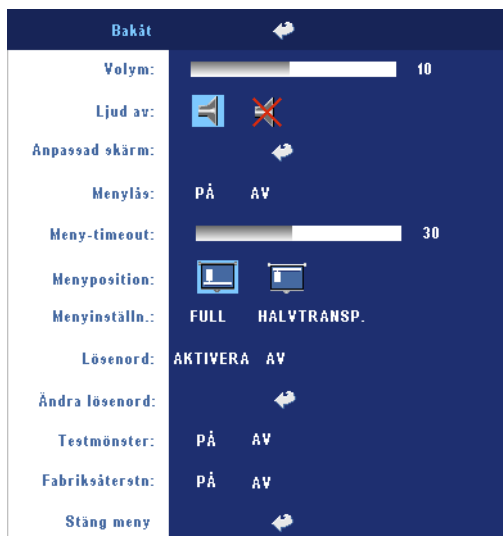 Bakåt
Volym: 10
Ljud av:
Anpassad skärm:
Menylås: PÅ AV
Meny-timeout: 30
Menyposition:
Menyinställn.: FULL HALVTRANSP.
Lösenord: AKTIVERA AV
Ändra lösenord:
Testmönster: PÅ AV
Fabriksåterstn: PÅ AV
Stäng meny